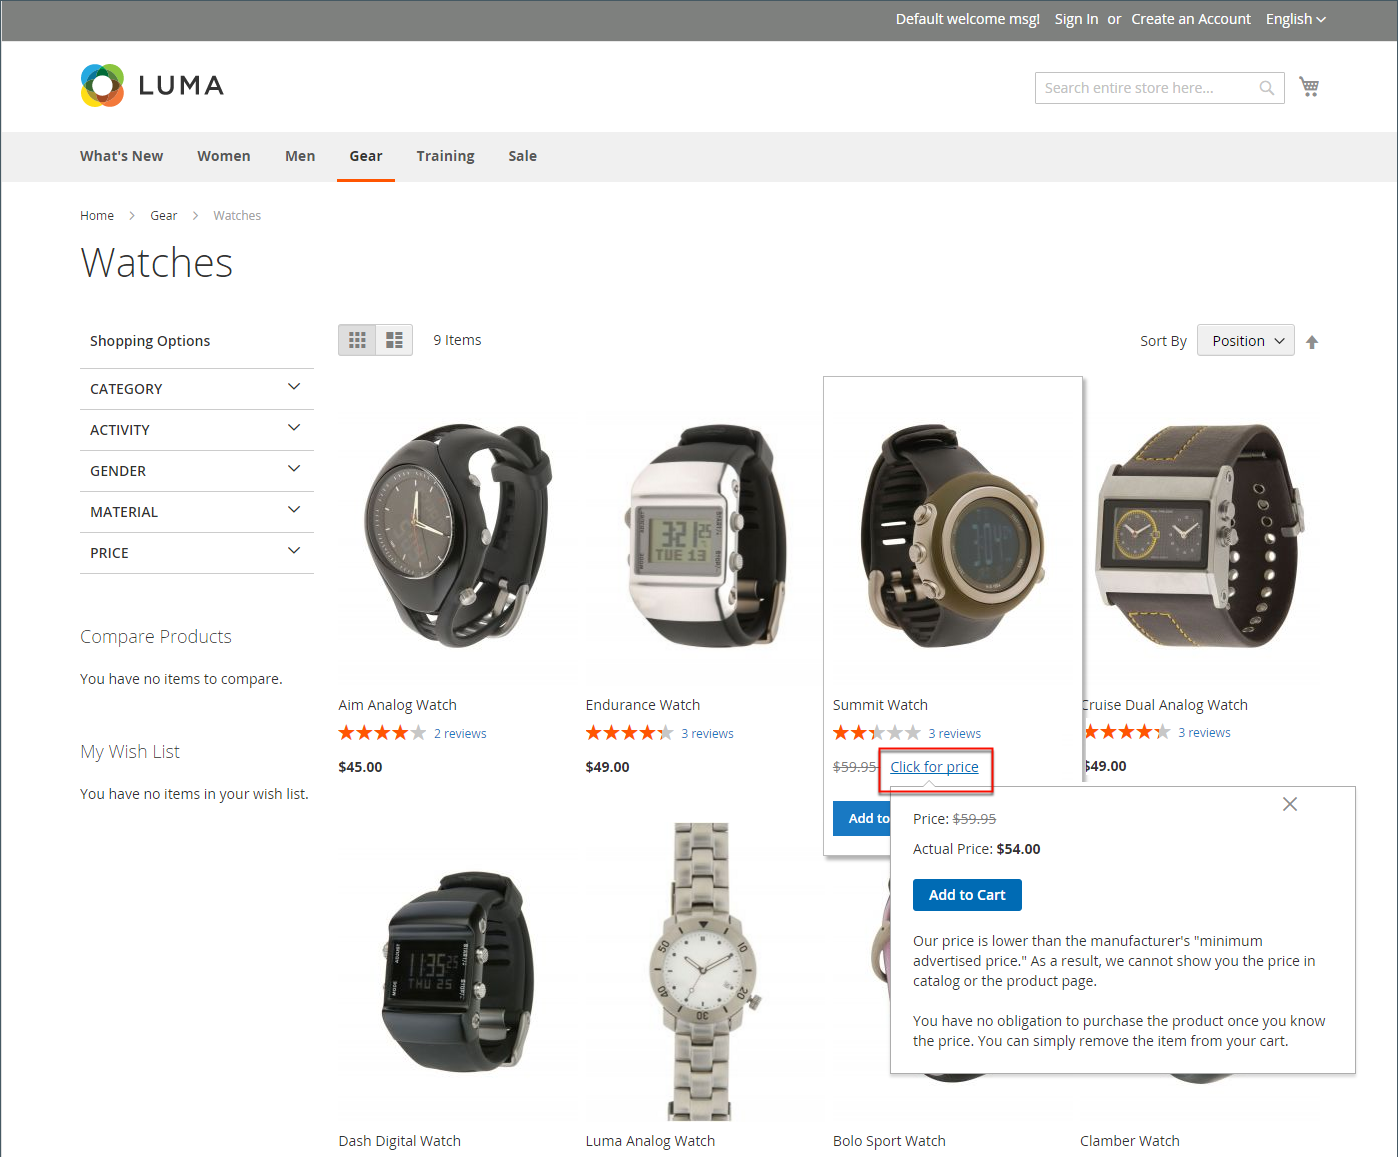 Default welcome msg! Sign In or Create an Account English
LUMA
Search entire store here...
What's New Women Men Gear Training Sale
Home Gear Watches
Watches
Shopping Options
9 Items
Sort By Position
CATEGORY
ACTIVITY
GENDER
MATERIAL
PRICE
Compare Products
You have no items to compare.
My Wish List
You have no items in your wish list.
Aim Analog Watch
2 reviews
$45.00
Endurance Watch
3 reviews
$49.00
Summit Watch
3 reviews
$59.95 Click for price
Add to
Cruise Dual Analog Watch
3 reviews
$49.00
Price: $59.95
Actual Price: $54.00
Add to Cart
Our price is lower than the manufacturer's "minimum
advertised price." As a result, we cannot show you the price in
catalog or the product page.
You have no obligation to purchase the product once you know
the price. You can simply remove the item from your cart.
Dash Digital Watch
Luma Analog Watch
Bolo Sport Watch
Clamber Watch